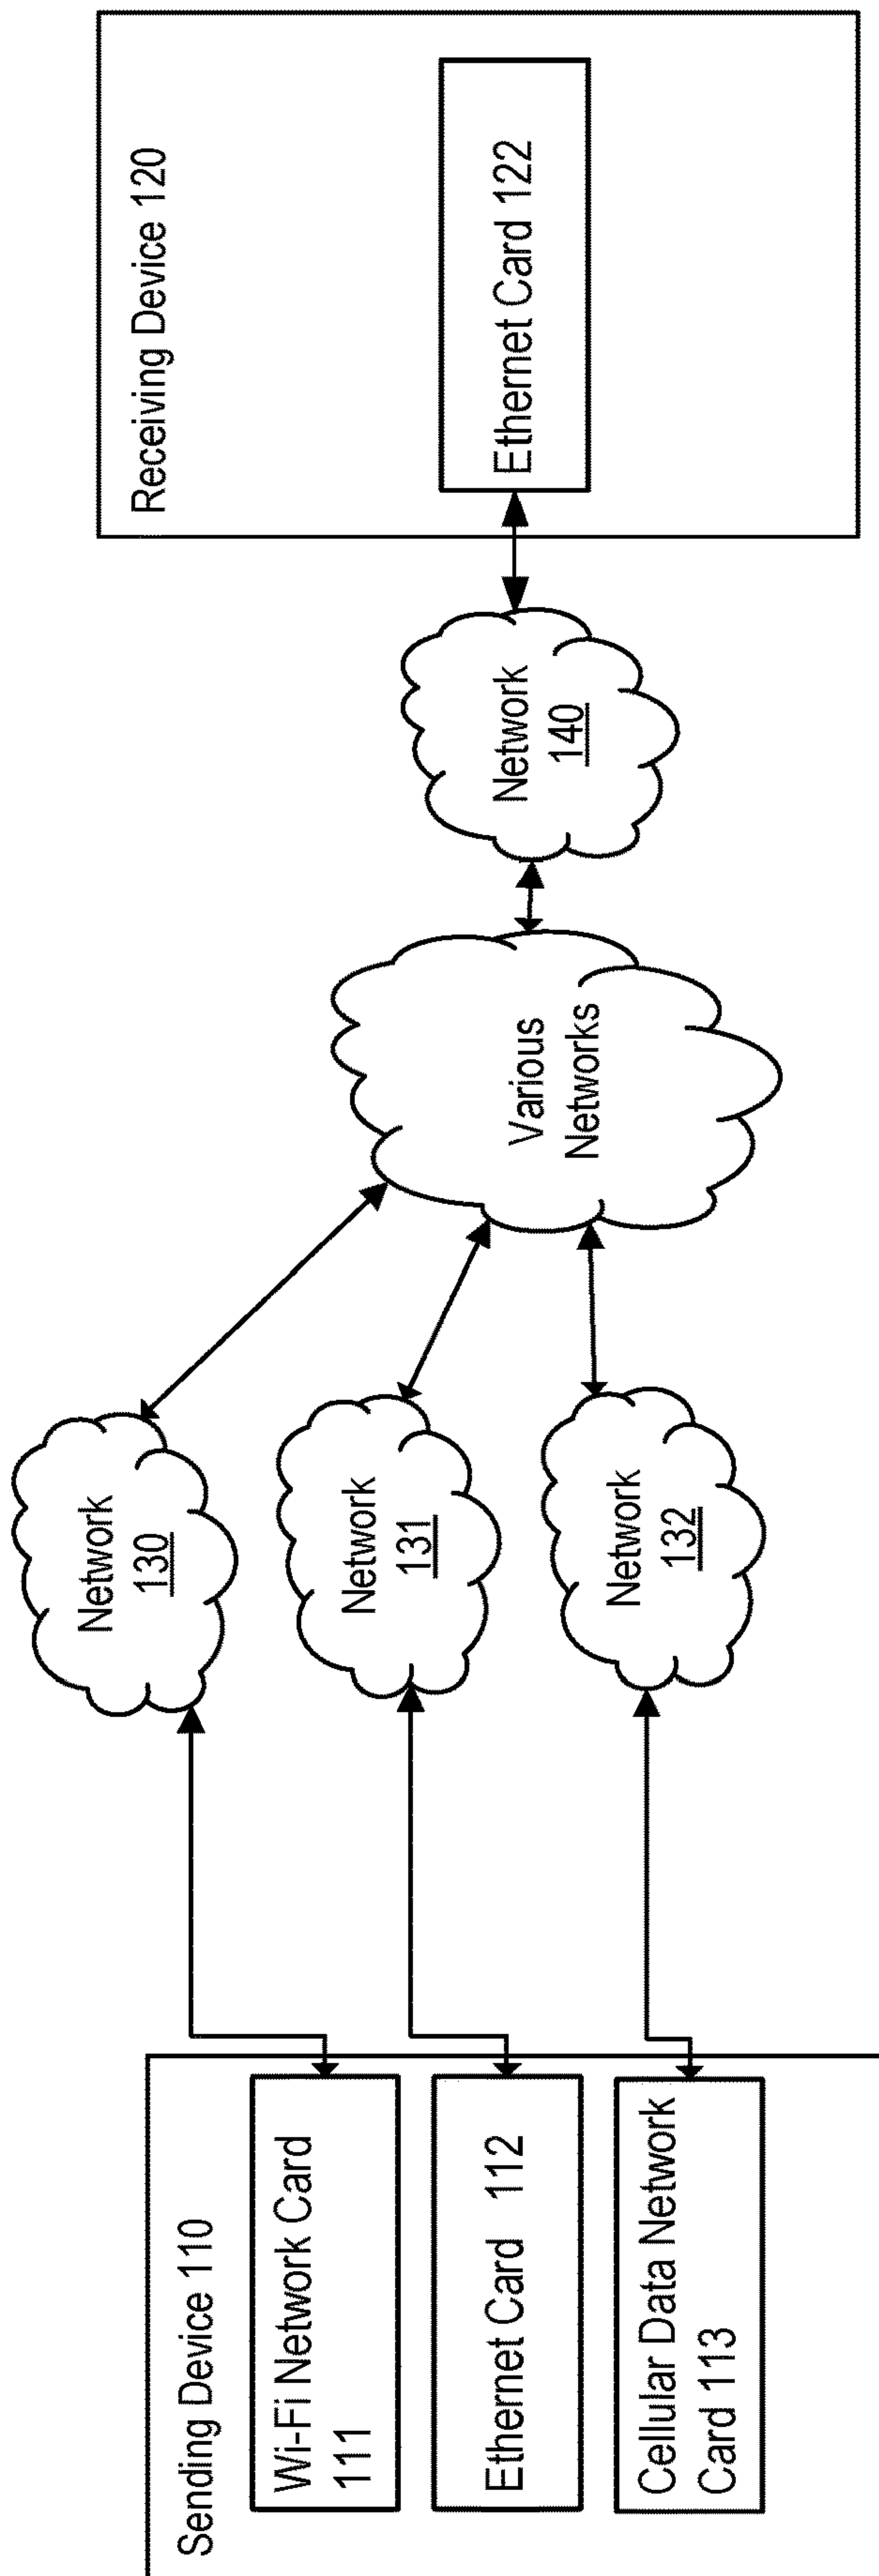 Sending Device 110
Wi-Fi Network Card
111
Ethernet Card 112
Cellular Data Network
Card 113
Network
130
Network
131
Network
132
Various
Networks
Network
140
Receiving Device 120
Ethernet Card 122